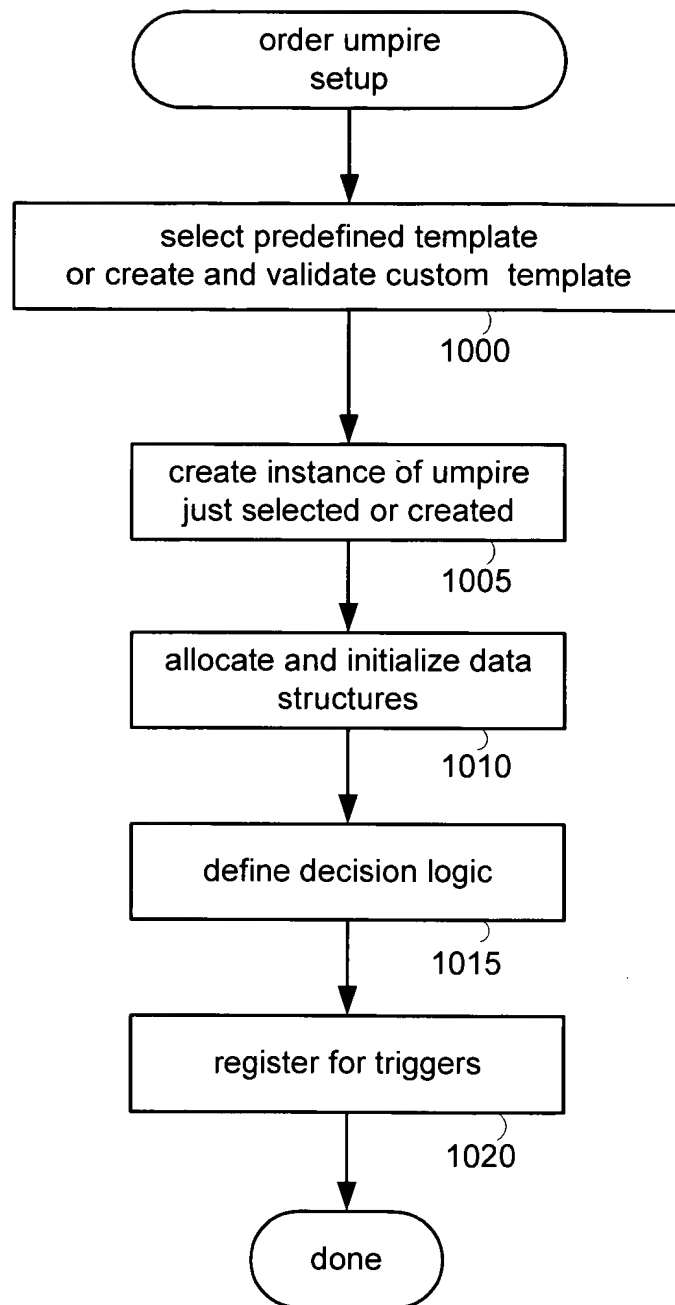 order umpire
setup
select predefined template
or create and validate custom template
1000
create instance of umpire
just selected or created
1005
allocate and initialize data
structures
1010
define decision logic
1015
register for triggers
1020
done